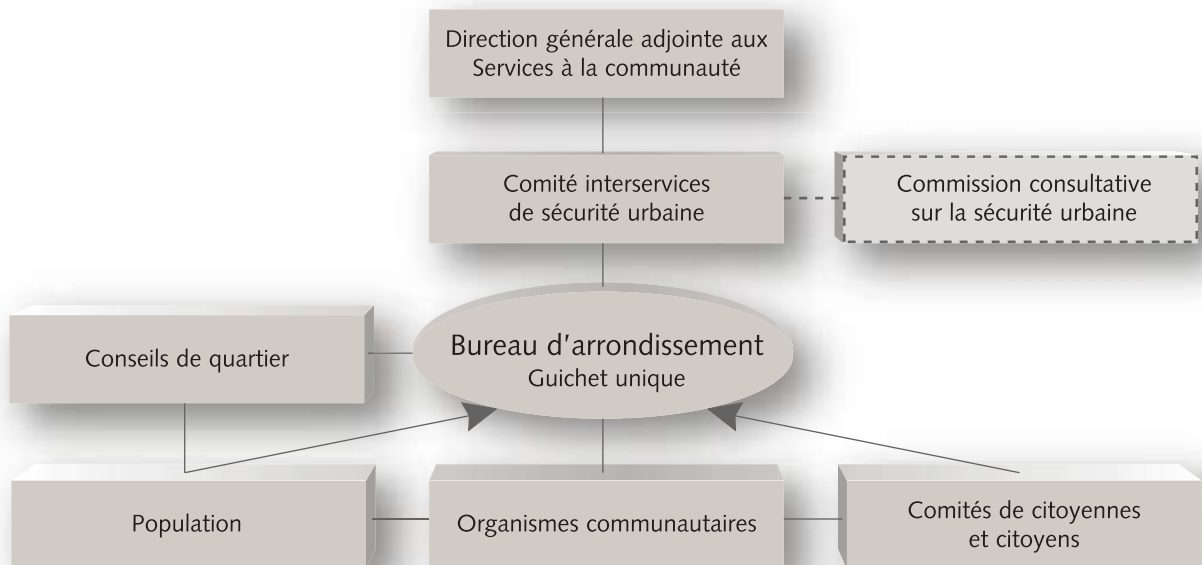 Direction générale adjointe aux
Services à la communauté
Comité interservices
de sécurité urbaine
Commission consultative
sur la sécurité urbaine
Conseils de quartier
Bureau d'arrondissement
Guichet unique
Population
Organismes communautaires
Comités de citoyennes
et citoyens